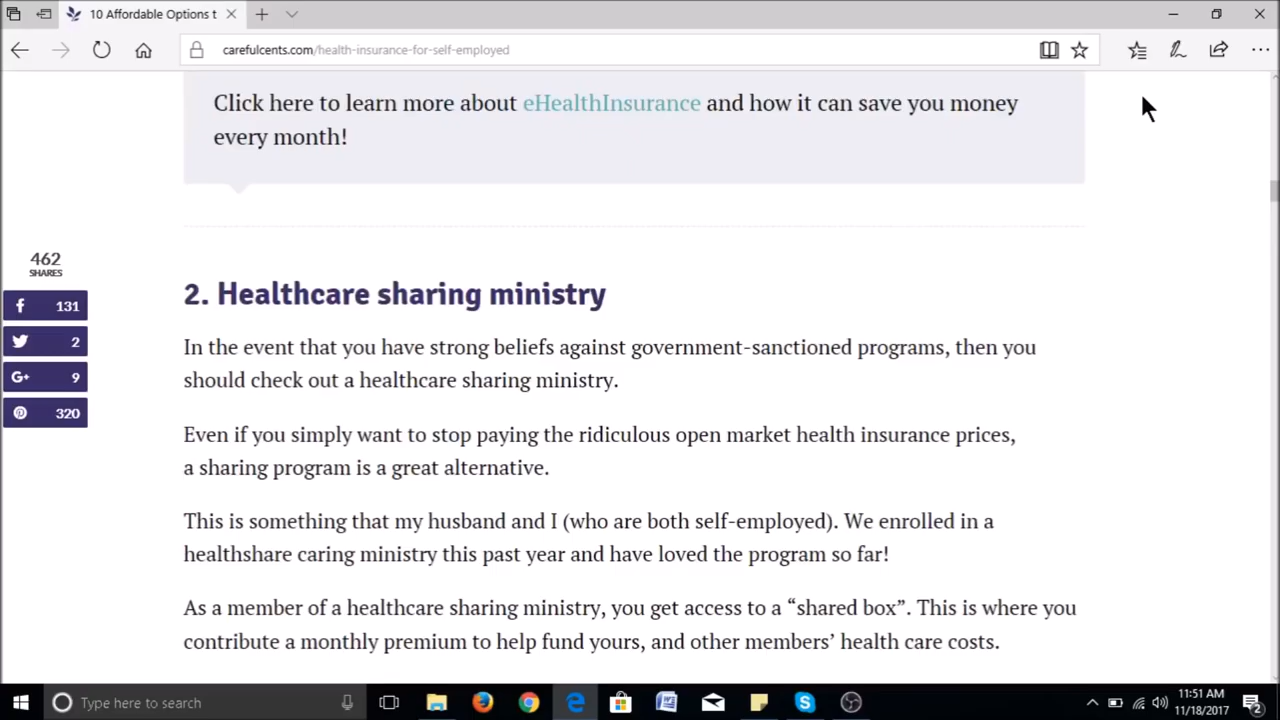 10 Affordable Options t
carefulcents.com/health-insurance-for-self-employed
Click here to learn more about eHealthInsurance and how it can save you money
every month!
462
SHARES
131
2
9
320
2. Healthcare sharing ministry
In the event that you have strong beliefs against government-sanctioned programs, then you
should check out a healthcare sharing ministry.
Even if you simply want to stop paying the ridiculous open market health insurance prices,
a sharing program is a great alternative.
This is something that my husband and I (who are both self-employed). We enrolled in a
healthshare caring ministry this past year and have loved the program so far!
As a member of a healthcare sharing ministry, you get access to a “shared box”. This is where you
contribute a monthly premium to help fund yours, and other members’ health care costs.
Type here to search
11:51 AM
11/18/2017
2